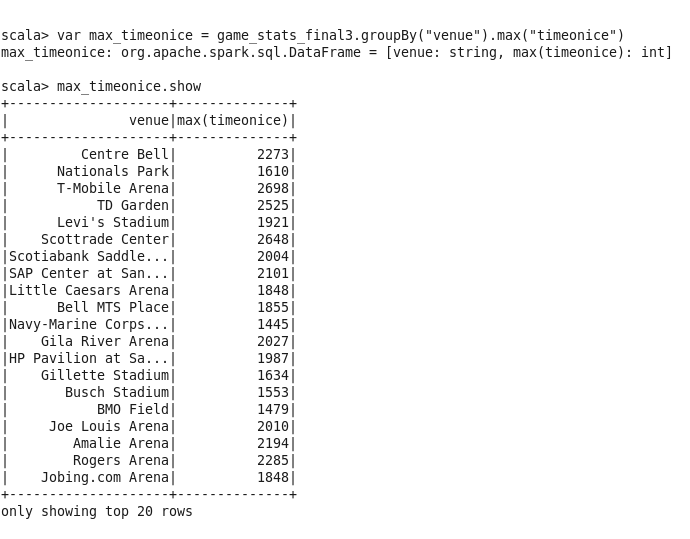 scala> var max_timeonice = game_stats_final3.groupBy("venue").max("timeonice")
max_timeonice: org.apache.spark.sql.DataFrame = [venue: string, max(timeonice): int]

scala> max_timeonice.show
+--------------------+--------------+
|               venue|max(timeonice)|
+--------------------+--------------+
|         Centre Bell|          2273|
|      Nationals Park|          1610|
|      T-Mobile Arena|          2698|
|           TD Garden|          2525|
|      Levi's Stadium|          1921|
|    Scottrade Center|          2648|
|Scotiabank Saddle...|          2004|
|SAP Center at San...|          2101|
|Little Caesars Arena|          1848|
|      Bell MTS Place|          1855|
|Navy-Marine Corps...|          1445|
|    Gila River Arena|          2027|
|HP Pavilion at Sa...|          1987|
|    Gillette Stadium|          1634|
|       Busch Stadium|          1553|
|           BMO Field|          1479|
|     Joe Louis Arena|          2010|
|        Amalie Arena|          2194|
|        Rogers Arena|          2285|
|    Jobing.com Arena|          1848|
+--------------------+--------------+
only showing top 20 rows